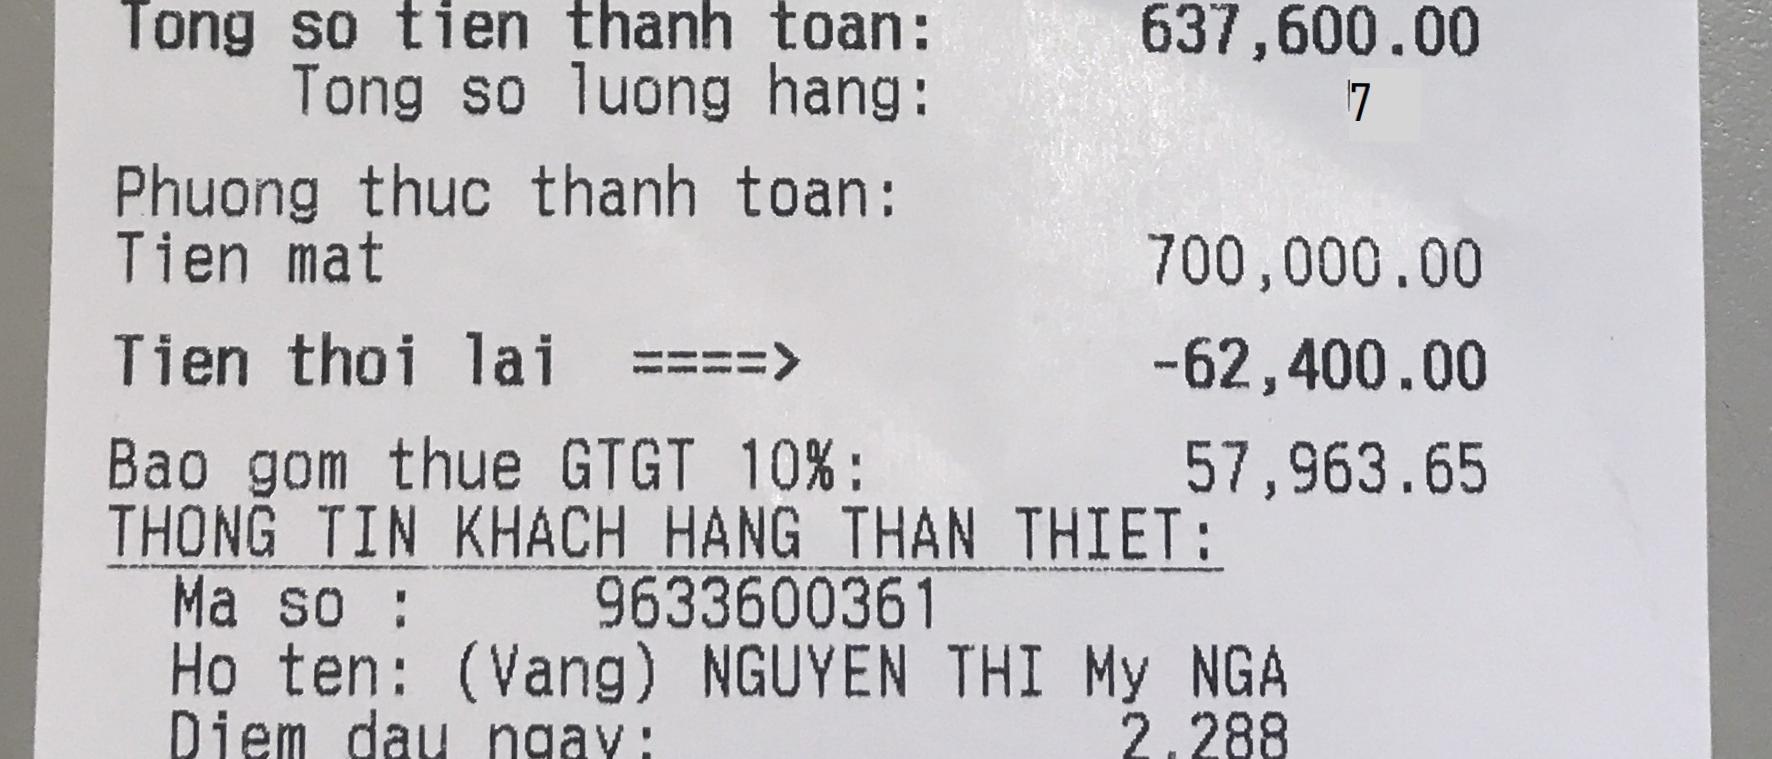 Tong so tien thanh toan: 637,600.00
Tong so luong hang: 7
Phuong thuc thanh toan:
Tien mat 700,000.00
Tien thoi lai ====> -62,400.00
Bao gom thue GTGT 10%: 57,963.65
THONG TIN KHACH HANG THAN THIET:
Ma so : 9633600361
Ho ten: (Vang) NGUYEN THI My NGA
Diem dau ngay: 2,288